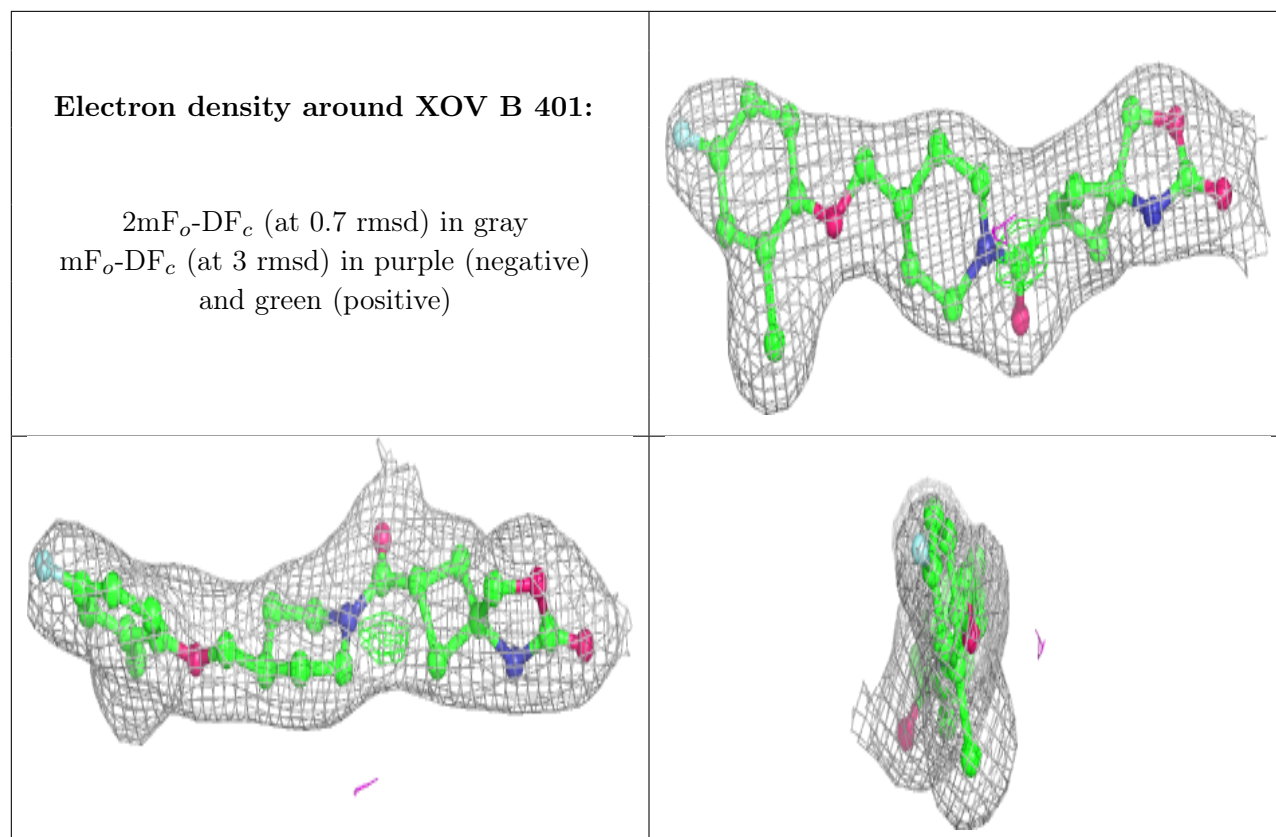 Electron density around XOV B 401:
2mFₒ-DF𝒸 (at 0.7 rmsd) in gray
mFₒ-DF𝒸 (at 3 rmsd) in purple (negative)
and green (positive)